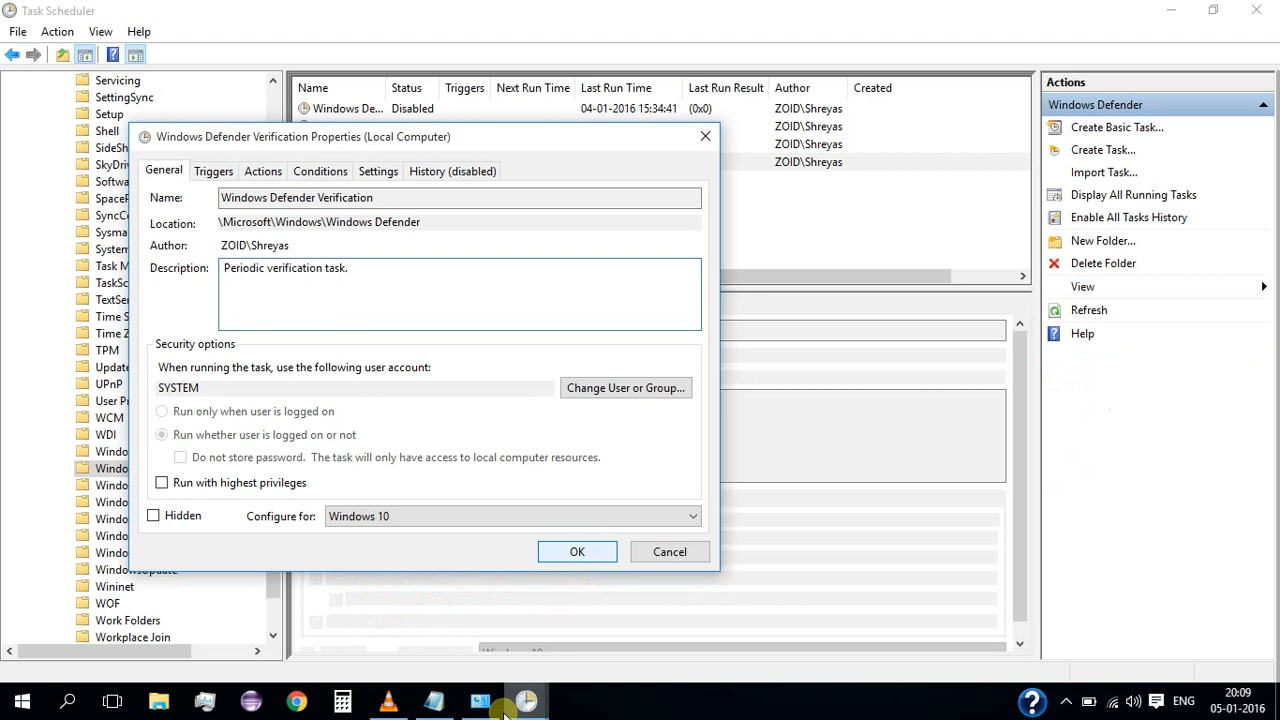 Task Scheduler
File Action View Help
Servicing
SettingSync
Setup
Shell
SideSh
SkyDri
Softwa
SpaceP
SyncCe
Sysma
System
Task M
TaskSc
TextSer
Time S
Time Z
TPM
Update
UPnP
User Pr
WCM
WDI
Windo
Windo
Windo
Windo
Windo
Windo
Windo
WindowsUpdate
Wininet
WOF
Work Folders
Workplace Join
Name Status Triggers Next Run Time Last Run Time Last Run Result Author Created
Windows De... Disabled 04-01-2016 15:34:41 (0x0) ZOID\Shreyas
ZOID\Shreyas
ZOID\Shreyas
ZOID\Shreyas
Windows Defender Verification Properties (Local Computer)
General Triggers Actions Conditions Settings History (disabled)
Name: Windows Defender Verification
Location: \Microsoft\Windows\Windows Defender
Author: ZOID\Shreyas
Description: Periodic verification task.
Security options
When running the task, use the following user account:
SYSTEM Change User or Group...
Run only when user is logged on
Run whether user is logged on or not
Do not store password. The task will only have access to local computer resources.
Run with highest privileges
Hidden Configure for: Windows 10
OK Cancel
Actions
Windows Defender
Create Basic Task...
Create Task...
Import Task...
Display All Running Tasks
Enable All Tasks History
New Folder...
Delete Folder
View
Refresh
Help
ENG 20:09
05-01-2016